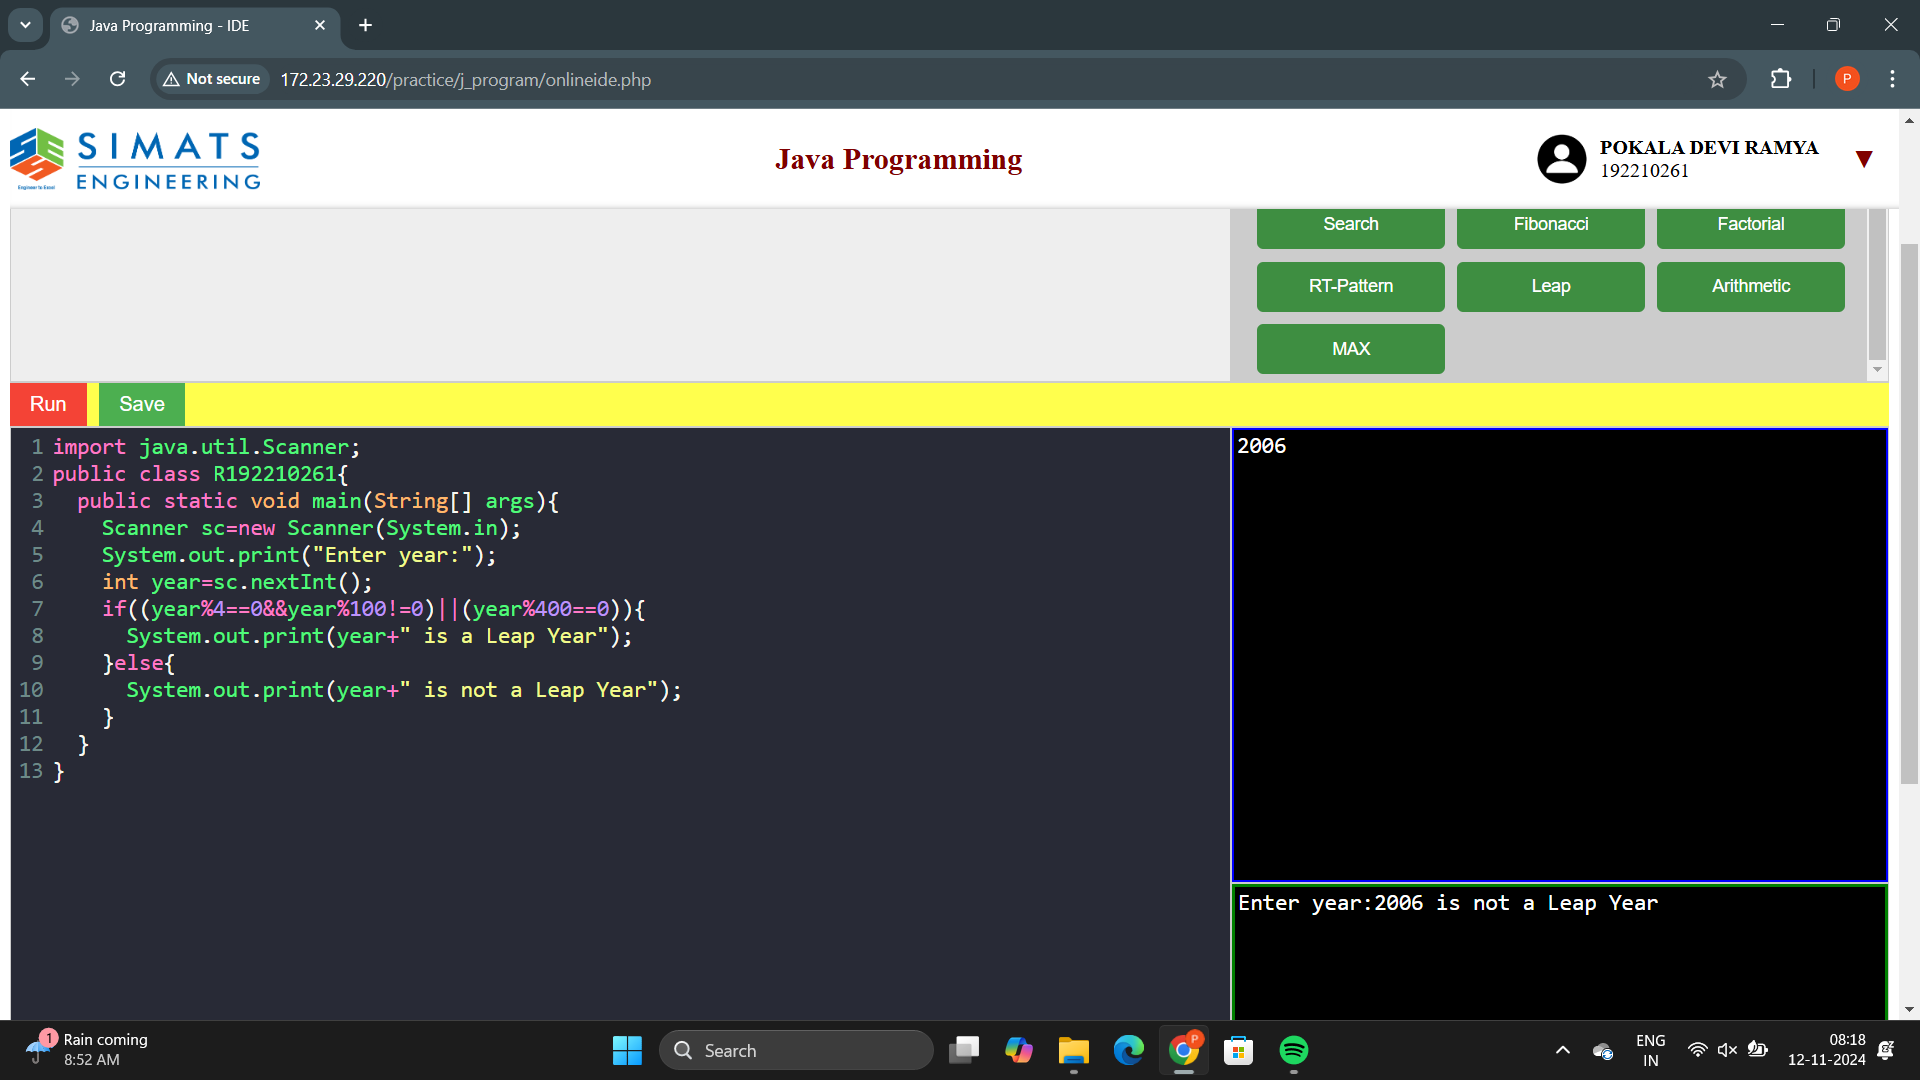 Java Programming - IDE
Not secure
172.23.29.220/practice/j_program/onlineide.php
P
SIMATS
ENGINEERING
Engineer to Excel
Java Programming
POKALA DEVI RAMYA
192210261
Search
Fibonacci
Factorial
RT-Pattern
Leap
Arithmetic
MAX
Run
Save
1 import java.util.Scanner;
2 public class R192210261{
3   public static void main(String[] args){
4     Scanner sc=new Scanner(System.in);
5     System.out.print("Enter year:");
6     int year=sc.nextInt();
7     if((year%4==0&&year%100!=0)||(year%400==0)){
8       System.out.print(year+" is a Leap Year");
9     }else{
10       System.out.print(year+" is not a Leap Year");
11     }
12   }
13 }
2006
Enter year:2006 is not a Leap Year
1
Rain coming
8:52 AM
Search
P
ENG
IN
08:18
12-11-2024